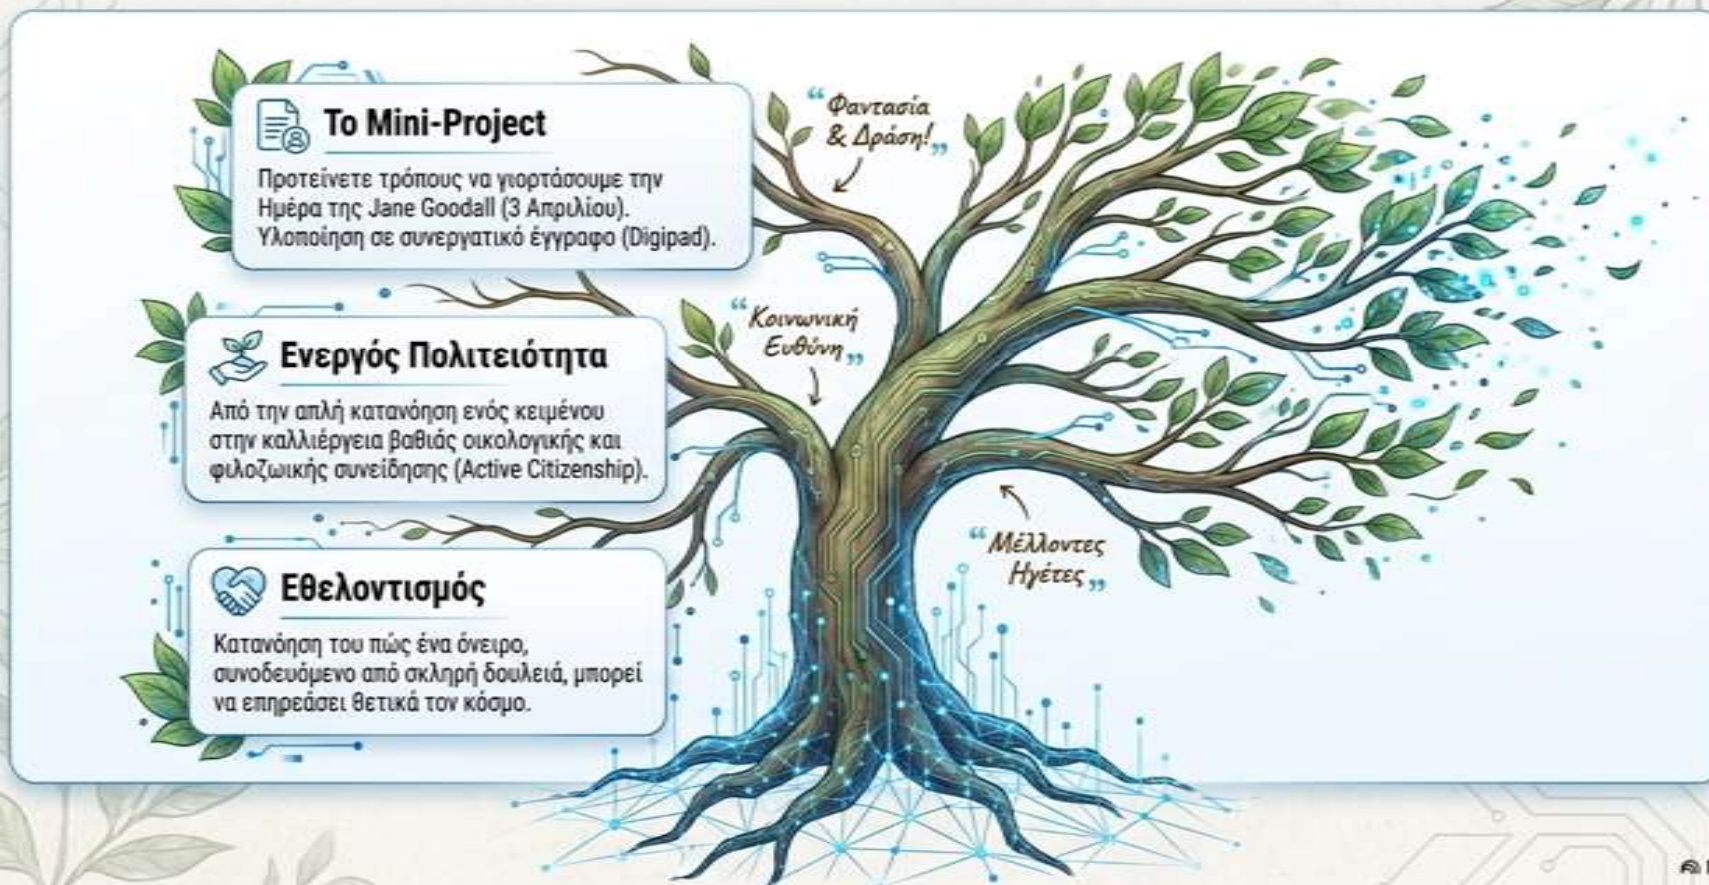 Το Mini-Project
Προτείνετε τρόπους να γιορτάσουμε την
Ημέρα της Jane Goodall (3 Απριλίου).
Υλοποίηση σε συνεργατικό έγγραφο (Digipad).
“Φαντασία
& Δράση!”
“Κοινωνική
Ευθύνη”
Ενεργός Πολιτειότητα
Από την απλή κατανόηση ενός κειμένου
στην καλλιέργεια βαθιάς οικολογικής και
φιλοζωικής συνείδησης (Active Citizenship).
“Μέλλοντες
Ηγέτες”
Εθελοντισμός
Κατανόηση του πώς ένα όνειρο,
συνοδευόμενο από σκληρή δουλειά, μπορεί
να επηρεάσει θετικά τον κόσμο.